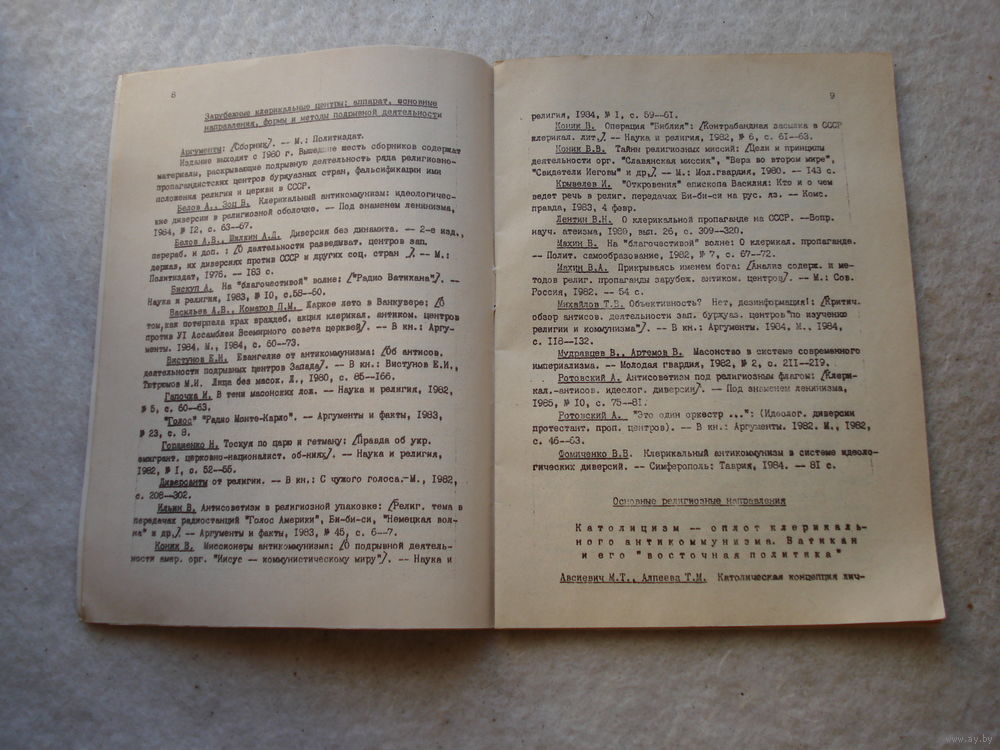 8
Зарубежные клерикальные центры: аппарат, основные
направления, формы и методы подрывной деятельности
Аргументы: /Сборник/. — М.: Политиздат.
Издание выходит с 1980 г. Вышедшие шесть сборников содержат
материалы, раскрывающие подрывную деятельность ряда религиозно-
пропагандистских центров буржуазных стран, фальсификации ими
положения религии и церкви в СССР.
Белов А., Зоц В. Клерикальный антикоммунизм: идеологичес-
кие диверсии в религиозной оболочке. — Под знаменем ленинизма,
1984, № 12, с. 63—67.
Белов А.В., Шилкин А.Д. Диверсия без динамита. — 2-е изд.,
перераб. и доп. : /О деятельности разведыват. центров зап.
держав, их диверсиях против СССР и других соц. стран /. — М.:
Политиздат, 1976. — 183 с.
Бискуп А. На "благочестивой" волне: /"Радио Ватикана"/. —
Наука и религия, 1983, № 10, с.58—60.
Васильев А.В., Комаров П.М. Жаркое лето в Ванкувере: /О
том,как потерпела крах враждеб. акция клерикал. антиком. центров
против VI Ассамблеи Всемирного совета церквей/. — В кн.: Аргу-
менты. 1984. М., 1984, с. 60—73.
Вистунов Е.И. Евангелие от антикоммунизма: /Об антисов.
деятельности подрывных центров Запада/. — В кн.: Вистунов Е.И.,
Тютрюмов М.И. Лица без масок. Л., 1980, с. 85—166.
Галочка И. В тени масонских лож. — Наука и религия, 1982,
№ 5, с. 60—63.
"Голос" "Радио Монте-Карло". — Аргументы и факты, 1983,
№ 23, с. 8.
Гордиенко Н. Тоскуя по царю и гетману: /Правда об укр.
эмигрант. церковно-националист. об-ниях/. — Наука и религия,
1982, № 1, с. 52—55.
Диверсанты от религии. — В кн.: С чужого голоса.-М., 1982,
с. 208—302.
Ильин В. Антисоветизм в религиозной упаковке: /Религ. тема в
передачах радиостанций "Голос Америки", Би-би-си, "Немецкая вол-
на" и др./ — Аргументы и факты, 1983, № 45, с. 6—7.
Коник В. Миссионеры антикоммунизма: /О подрывной деятель-
ности амер. орг. "Иисус — коммунистическому миру"/. — Наука и
9
религия, 1984, № 1, с. 59—61.
Коник В. Операция "Библия": /Контрабандная засылка в СССР
клерикал. лит./. — Наука и религия, 1982, № 6, с. 61—63.
Коник В.В. Тайны религиозных миссий: /Цели и принципы
деятельности орг. "Славянская миссия", "Вера во втором мире",
"Свидетели Иеговы" и др./ — М.: Мол.гвардия, 1980. — 143 с.
Крывелев И. "Откровения" епископа Василия: Кто и о чем
ведет речь в религ. передачах Би-би-си на рус. яз. — Комс.
правда, 1983, 4 февр.
Лентин В.Н. О клерикальной пропаганде на СССР. —Вопр.
науч. атеизма, 1980, вып. 26, с. 309—320.
Махин В. На "благочестивой" волне: О клерикал. пропаганде.
— Полит. самообразование, 1982, № 7, с. 67—72.
Махин В.А. Прикрываясь именем бога: /Анализ содерж. и ме-
тодов религ. пропаганды зарубеж. антиком. центров/. — М.: Сов.
Россия, 1982. — 54 с.
Михайлов Т.В. Объективность? Нет, дезинформация!: /Критич.
обзор антисов. деятельности зап. буржуаз. центров"по изучению
религии и коммунизма"/. — В кн.: Аргументы. 1984. М., 1984,
с. 118—132.
Мудравцев В., Артемов В. Масонство в системе современного
империализма. — Молодая гвардия, 1982, № 2, с. 211—219.
Ротовский А. Антисоветизм под религиозным флагом: /Клери-
кал.-антисов. идеолог. диверсии/. — Под знаменем ленинизма,
1985, № 10, с. 75—81.
Ротовский А. "Это один оркестр ...": (Идеолог. диверсии
протестант. проп. центров). — В кн.: Аргументы. 1982. М., 1982,
с. 46—63.
Фомиченко В.В. Клерикальный антикоммунизм в системе идеоло-
гических диверсий. — Симферополь: Таврия, 1984. — 81 с.
Основные религиозные направления
Католицизм — оплот клерикаль-
ного антикоммунизма. Ватикан
и его "восточная политика"
Авсиевич М.Т., Алпеева Т.М. Католическая концепция лич-
www.ay.by